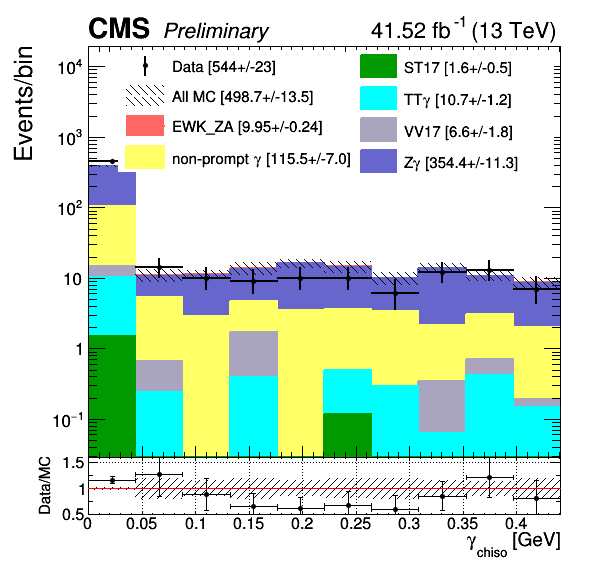 CMS Preliminary 41.52 fb⁻¹ (13 TeV)
Events/bin
10⁴
10³
10²
10
1
10⁻¹
Data [544+/-23]
All MC [498.7+/-13.5]
EWK_ZA [9.95+/-0.24]
non-prompt γ [115.5+/-7.0]
ST17 [1.6+/-0.5]
TTγ [10.7+/-1.2]
VV17 [6.6+/-1.8]
Zγ [354.4+/-11.3]
Data/MC
1.5
1
0.5
0 0.05 0.1 0.15 0.2 0.25 0.3 0.35 0.4
γchiso [GeV]